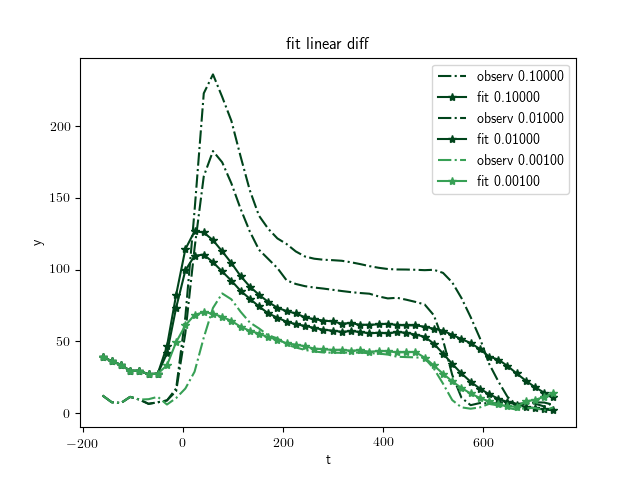 fit linear diff
observ 0.10000
fit 0.10000
observ 0.01000
fit 0.01000
observ 0.00100
fit 0.00100
200
150
100
50
0
y
−200 0 200 400 600
t